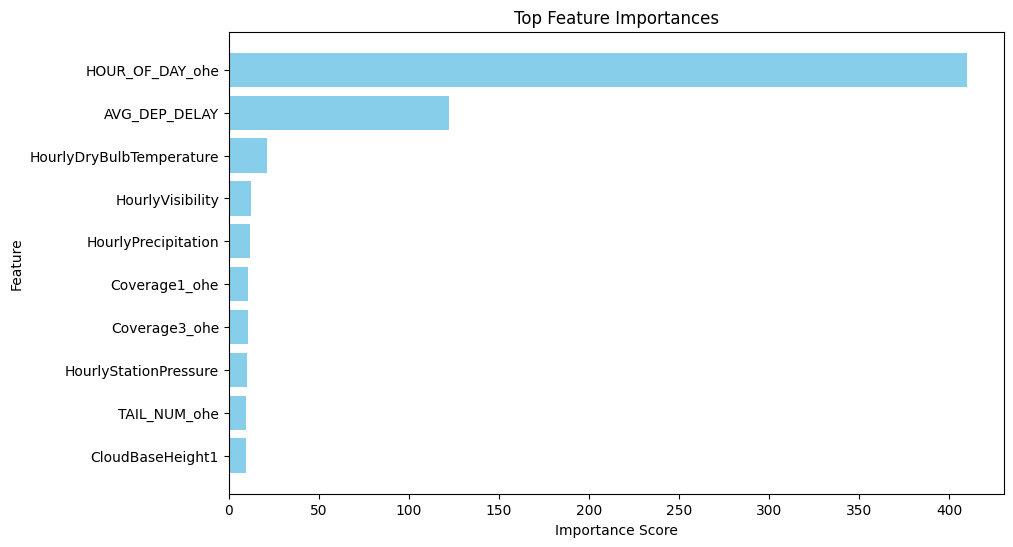 Top Feature Importances
HOUR_OF_DAY_ohe
AVG_DEP_DELAY
HourlyDryBulbTemperature
HourlyVisibility
HourlyPrecipitation
Coverage1_ohe
Coverage3_ohe
HourlyStationPressure
TAIL_NUM_ohe
CloudBaseHeight1
Feature
0 50 100 150 200 250 300 350 400
Importance Score